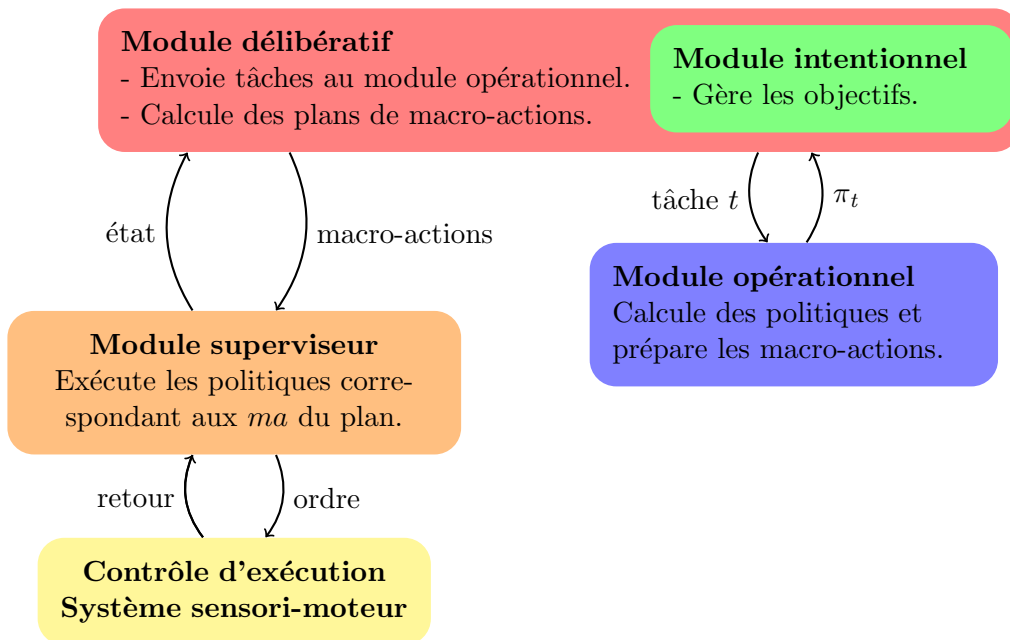 Module délibératif
- Envoie tâches au module opérationnel.
- Calcule des plans de macro-actions.
Module intentionnel
- Gère les objectifs.
état
macro-actions
tâche t
π_t
Module opérationnel
Calcule des politiques et
prépare les macro-actions.
Module superviseur
Exécute les politiques corre-
spondant aux ma du plan.
retour
ordre
Contrôle d'exécution
Système sensori-moteur